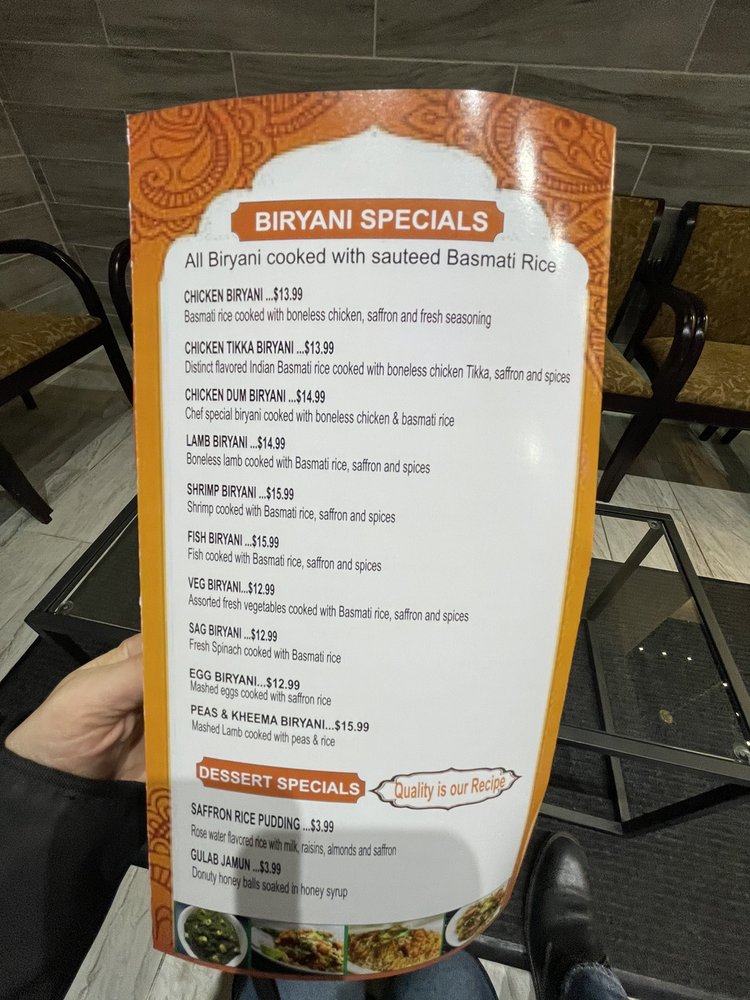 BIRYANI SPECIALS
All Biryani cooked with sauteed Basmati Rice
CHICKEN BIRYANI ...$13.99
Basmati rice cooked with boneless chicken, saffron and fresh seasoning
CHICKEN TIKKA BIRYANI ...$13.99
Distinct flavored Indian Basmati rice cooked with boneless chicken Tikka, saffron and spices
CHICKEN DUM BIRYANI ...$14.99
Chef special biryani cooked with boneless chicken & basmati rice
LAMB BIRYANI ...$14.99
Boneless lamb cooked with Basmati rice, saffron and spices
SHRIMP BIRYANI ...$15.99
Shrimp cooked with Basmati rice, saffron and spices
FISH BIRYANI ...$15.99
Fish cooked with Basmati rice, saffron and spices
VEG BIRYANI...$12.99
Assorted fresh vegetables cooked with Basmati rice, saffron and spices
SAG BIRYANI ...$12.99
Fresh Spinach cooked with Basmati rice
EGG BIRYANI...$12.99
Mashed eggs cooked with saffron rice
PEAS & KHEEMA BIRYANI...$15.99
Mashed Lamb cooked with peas & rice
DESSERT SPECIALS
Quality is our Recipe
SAFFRON RICE PUDDING ...$3.99
Rose water flavored rice with milk, raisins, almonds and saffron
GULAB JAMUN ...$3.99
Donuty honey balls soaked in honey syrup